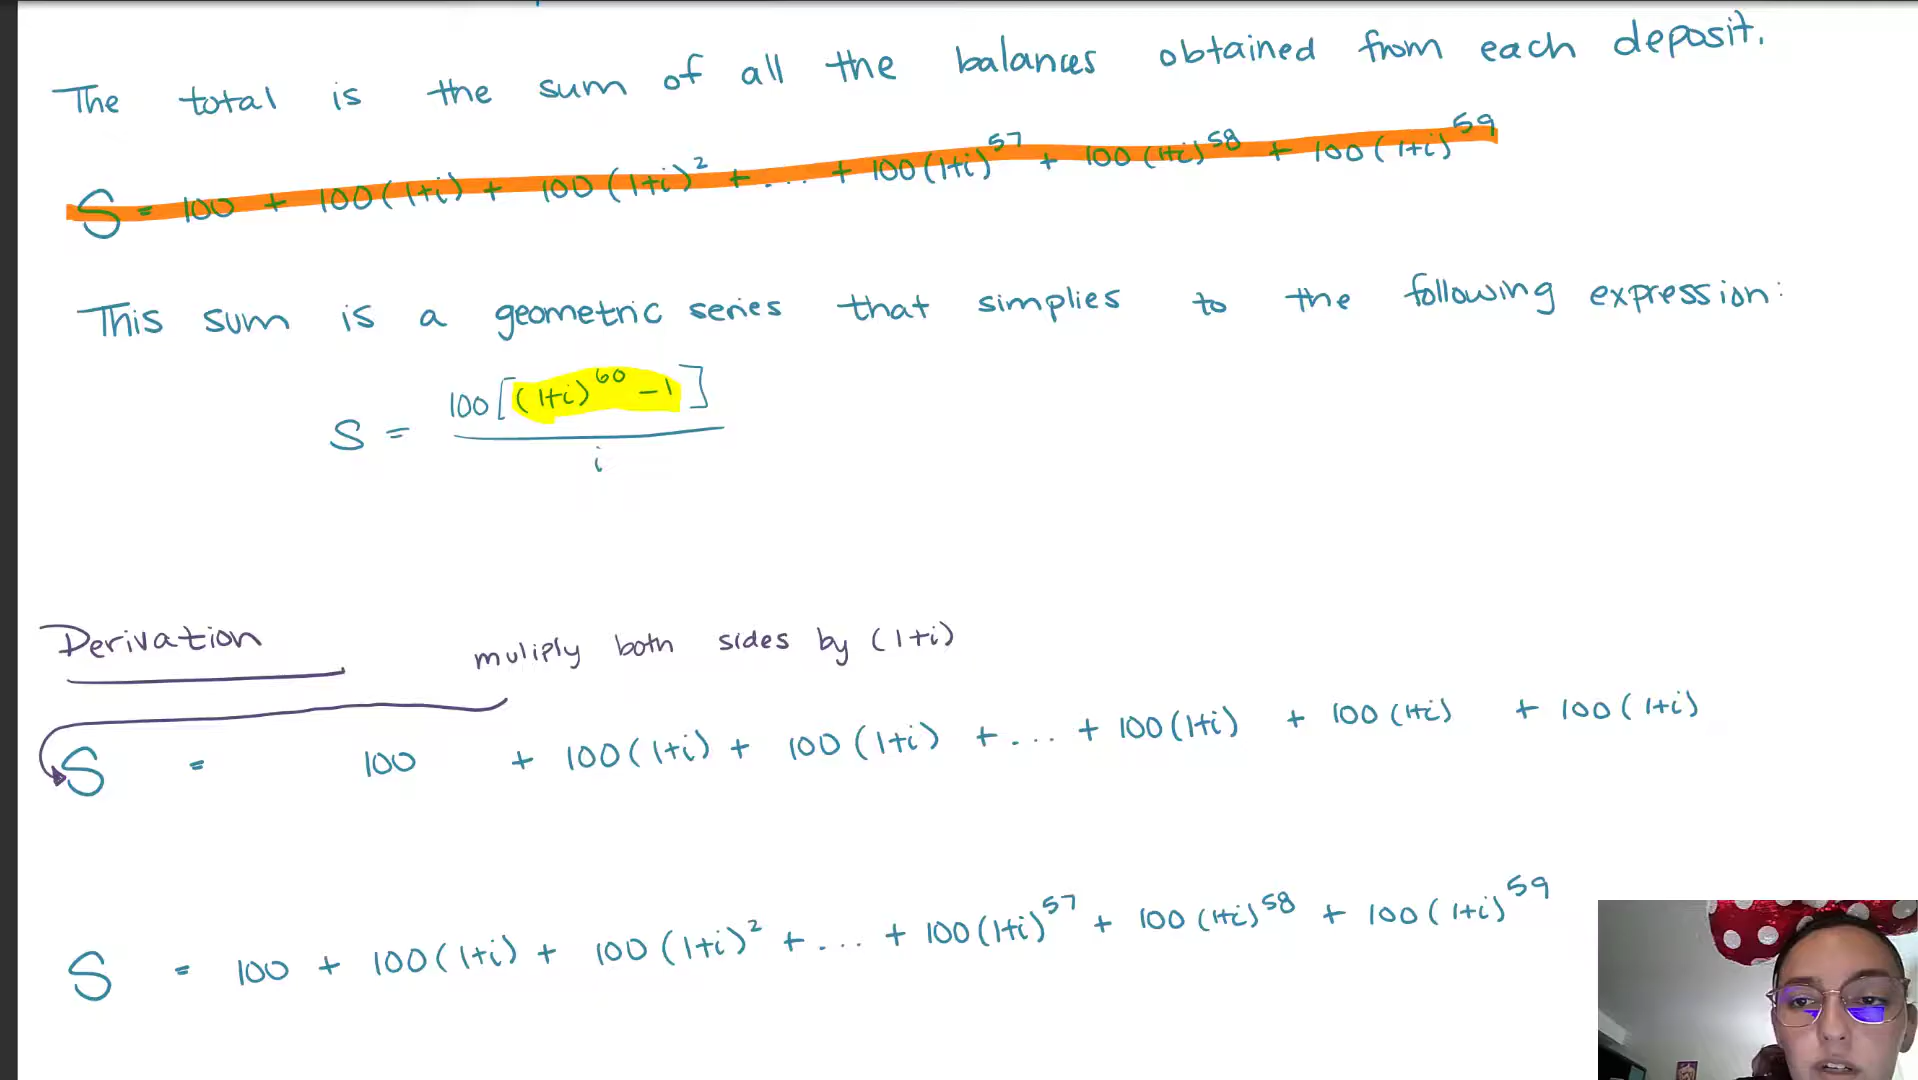 The total is the sum of all the balances obtained from each deposit.
S = 100 + 100(1+i) + 100(1+i)² + ... + 100(1+i)⁵⁷ + 100(1+i)⁵⁸ + 100(1+i)⁵⁹
This sum is a geometric series that simplies to the following expression:
S = 100[(1+i)⁶⁰ - 1] / i
Derivation
muliply both sides by (1+i)
S = 100 + 100(1+i) + 100(1+i) + ... + 100(1+i) + 100(1+i) + 100(1+i)
S = 100 + 100(1+i) + 100(1+i)² + ... + 100(1+i)⁵⁷ + 100(1+i)⁵⁸ + 100(1+i)⁵⁹